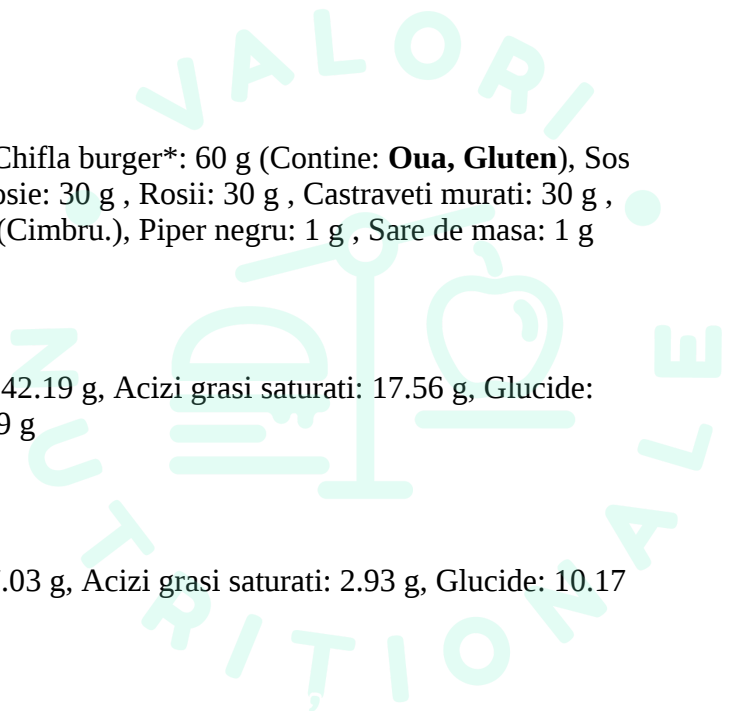 VALORI
Chifla burger*: 60 g (Contine: Oua, Gluten), Sos
osie: 30 g , Rosii: 30 g , Castraveti murati: 30 g ,
(Cimbru.), Piper negru: 1 g , Sare de masa: 1 g
42.19 g, Acizi grasi saturati: 17.56 g, Glucide:
9 g
.03 g, Acizi grasi saturati: 2.93 g, Glucide: 10.17
NUTRITIONALE